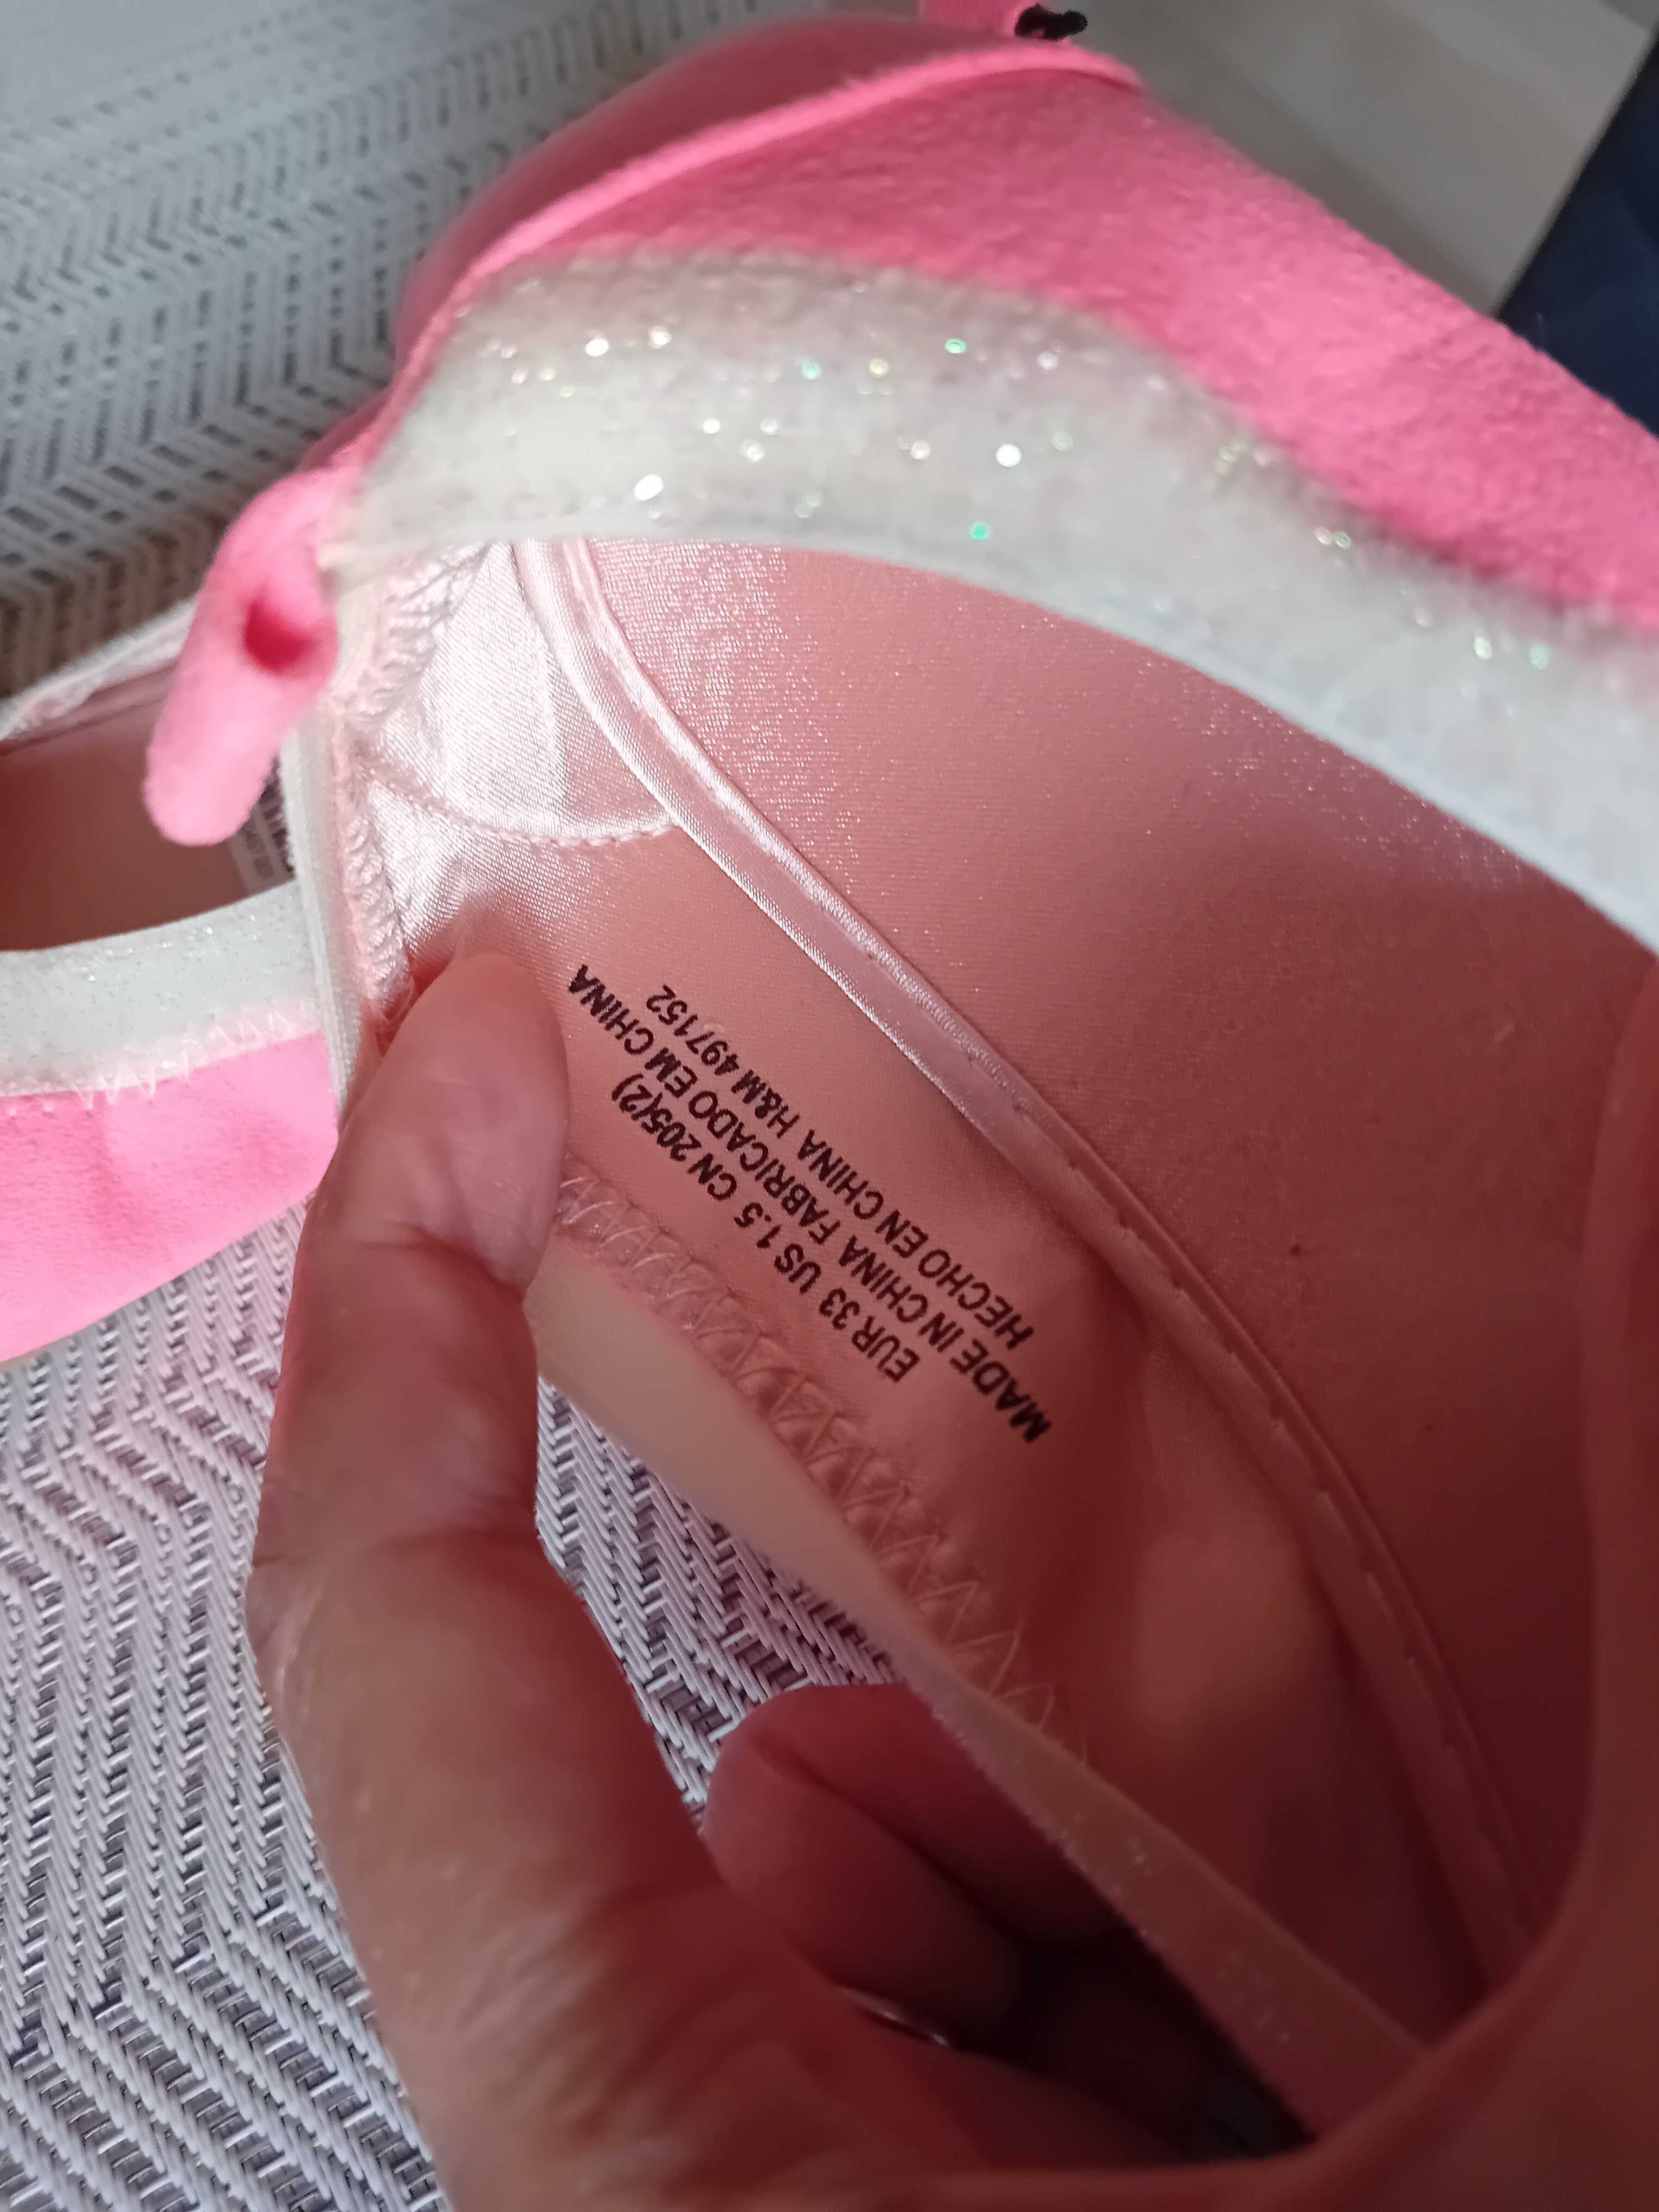 EUR 33 US 1.5 CN 205(2)
MADE IN CHINA FABRICADO EM CHINA
HECHO EN CHINA H&M 497152